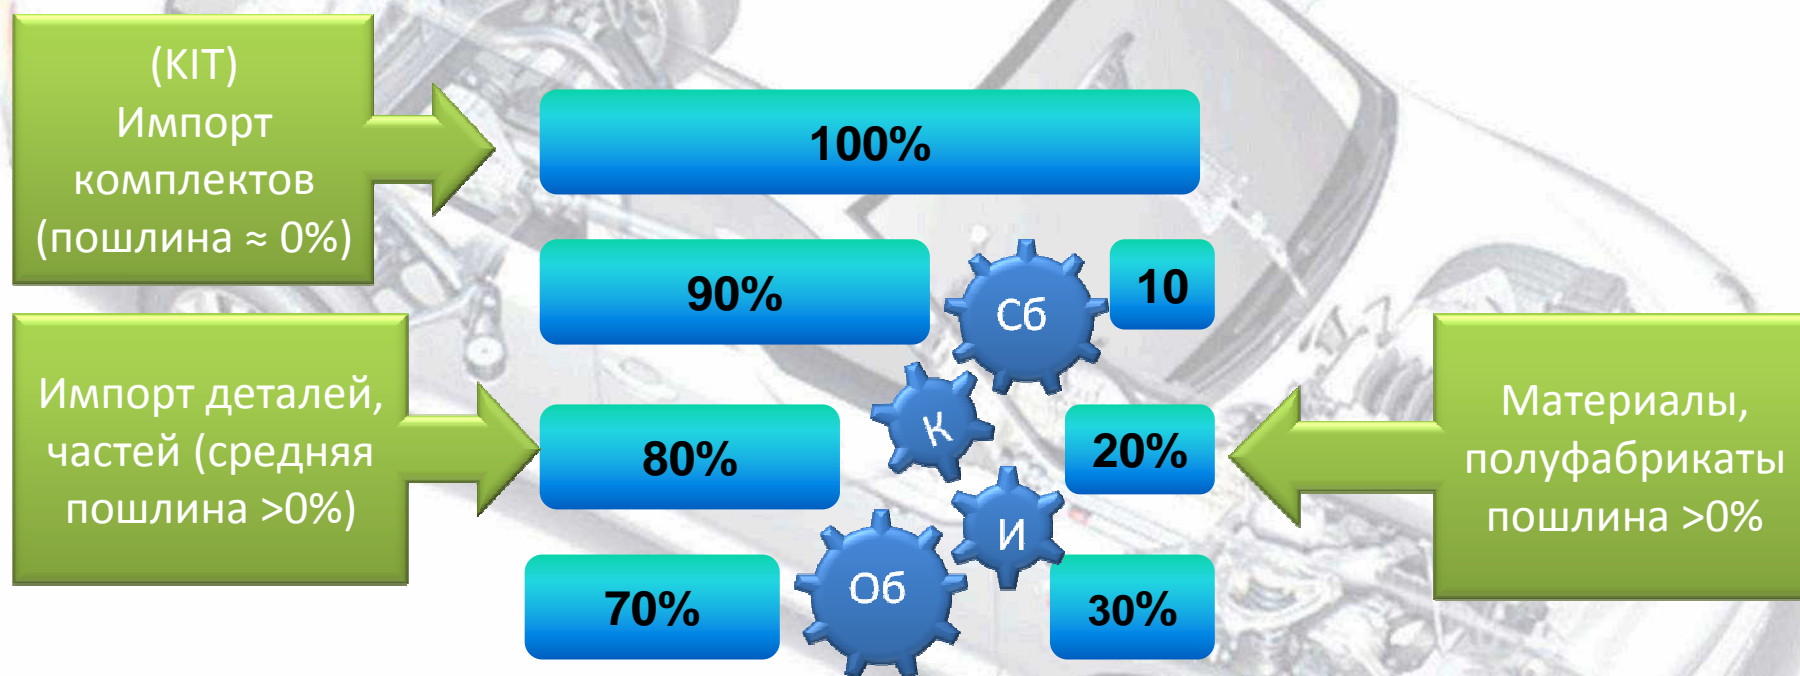 (KIT)
Импорт
комплектов
(пошлина ≈ 0%)
100%
90%
Сб
10
Импорт деталей,
частей (средняя
пошлина >0%)
80%
К
20%
Материалы,
полуфабрикаты
пошлина >0%
70%
Об
И
30%